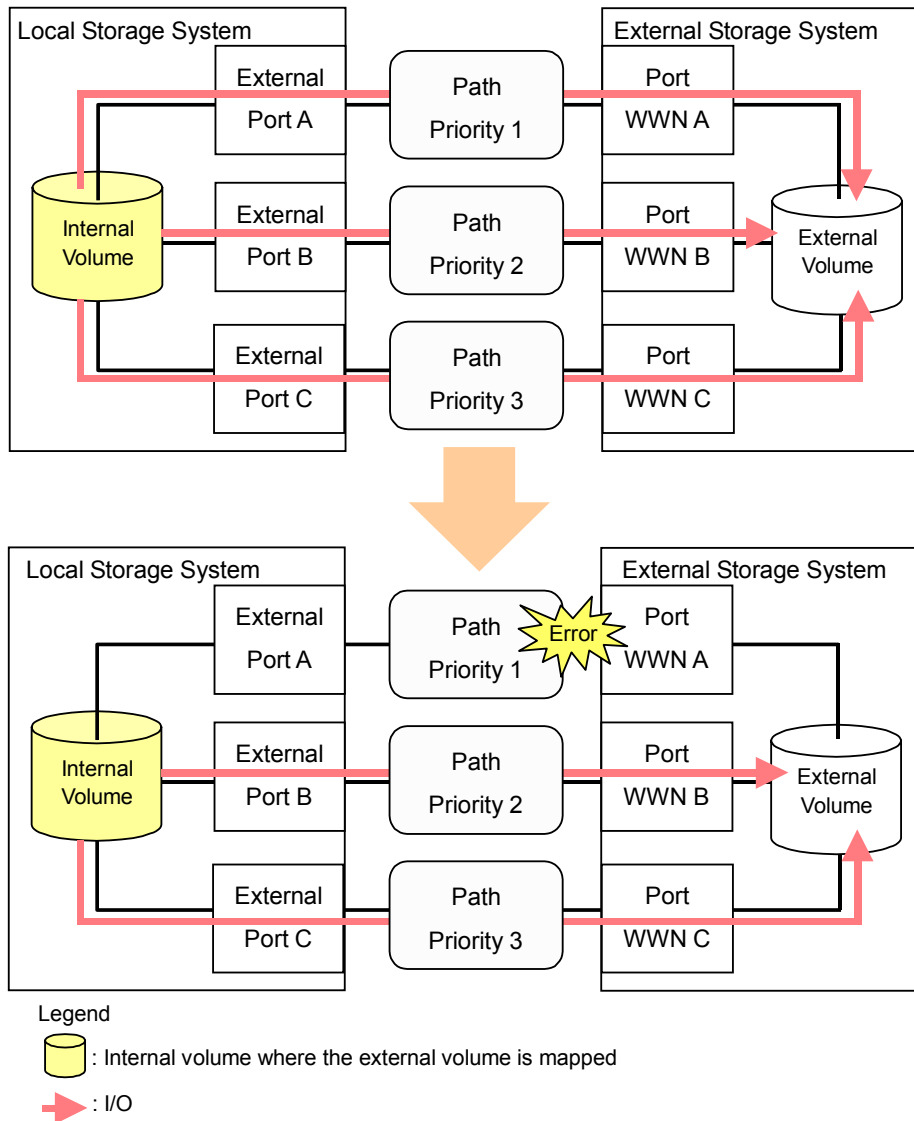 Local Storage System
External Storage System
External
Port A
Path
Priority 1
Port
WWN A
Internal
Volume
External
Port B
Path
Priority 2
Port
WWN B
External
Volume
External
Port C
Path
Priority 3
Port
WWN C
Local Storage System
External Storage System
External
Port A
Path
Priority 1
Error
Port
WWN A
Internal
Volume
External
Port B
Path
Priority 2
Port
WWN B
External
Volume
External
Port C
Path
Priority 3
Port
WWN C
Legend
: Internal volume where the external volume is mapped
: I/O